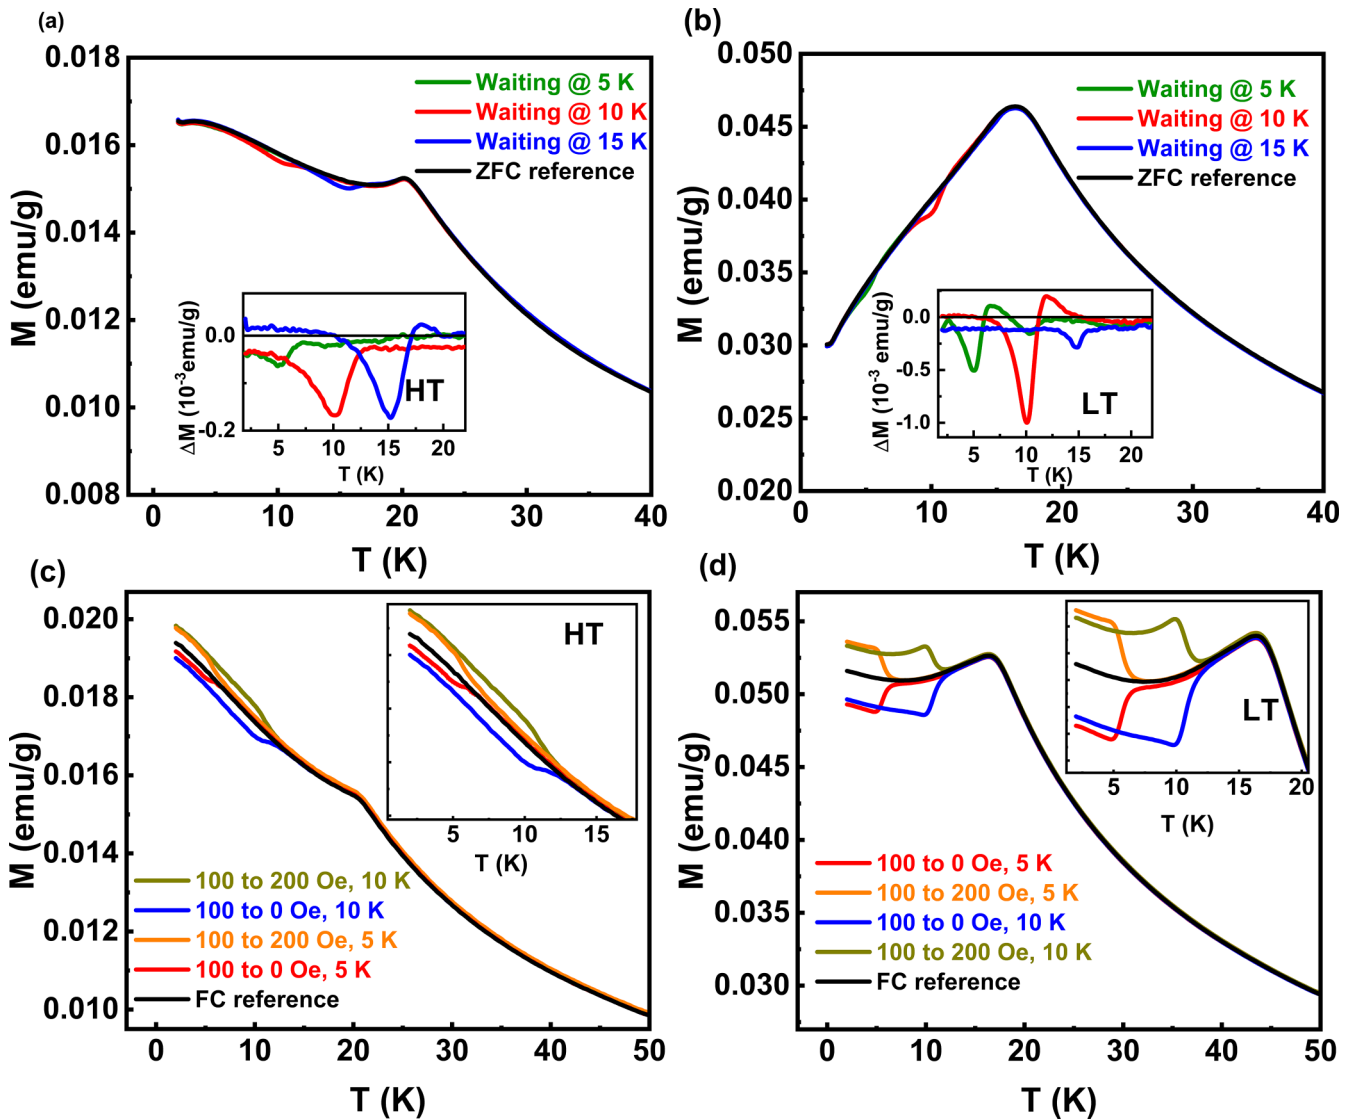 (a)
M (emu/g)
0.018
0.016
0.014
0.012
0.010
0.008
Waiting @ 5 K
Waiting @ 10 K
Waiting @ 15 K
ZFC reference
ΔM (10⁻³emu/g)
0.0
-0.2
HT
5 10 15 20
T (K)
0 10 20 30 40
T (K)
(b)
M (emu/g)
0.050
0.045
0.040
0.035
0.030
0.025
0.020
Waiting @ 5 K
Waiting @ 10 K
Waiting @ 15 K
ZFC reference
ΔM (10⁻³ emu/g)
0.0
-0.5
-1.0
LT
5 10 15 20
T (K)
0 10 20 30 40
T (K)
(c)
M (emu/g)
0.020
0.018
0.016
0.014
0.012
0.010
HT
5 10 15
T (K)
100 to 200 Oe, 10 K
100 to 0 Oe, 10 K
100 to 200 Oe, 5 K
100 to 0 Oe, 5 K
FC reference
0 10 20 30 40 50
T (K)
(d)
M (emu/g)
0.055
0.050
0.045
0.040
0.035
0.030
LT
5 10 15 20
T (K)
100 to 0 Oe, 5 K
100 to 200 Oe, 5 K
100 to 0 Oe, 10 K
100 to 200 Oe, 10 K
FC reference
0 10 20 30 40 50
T (K)